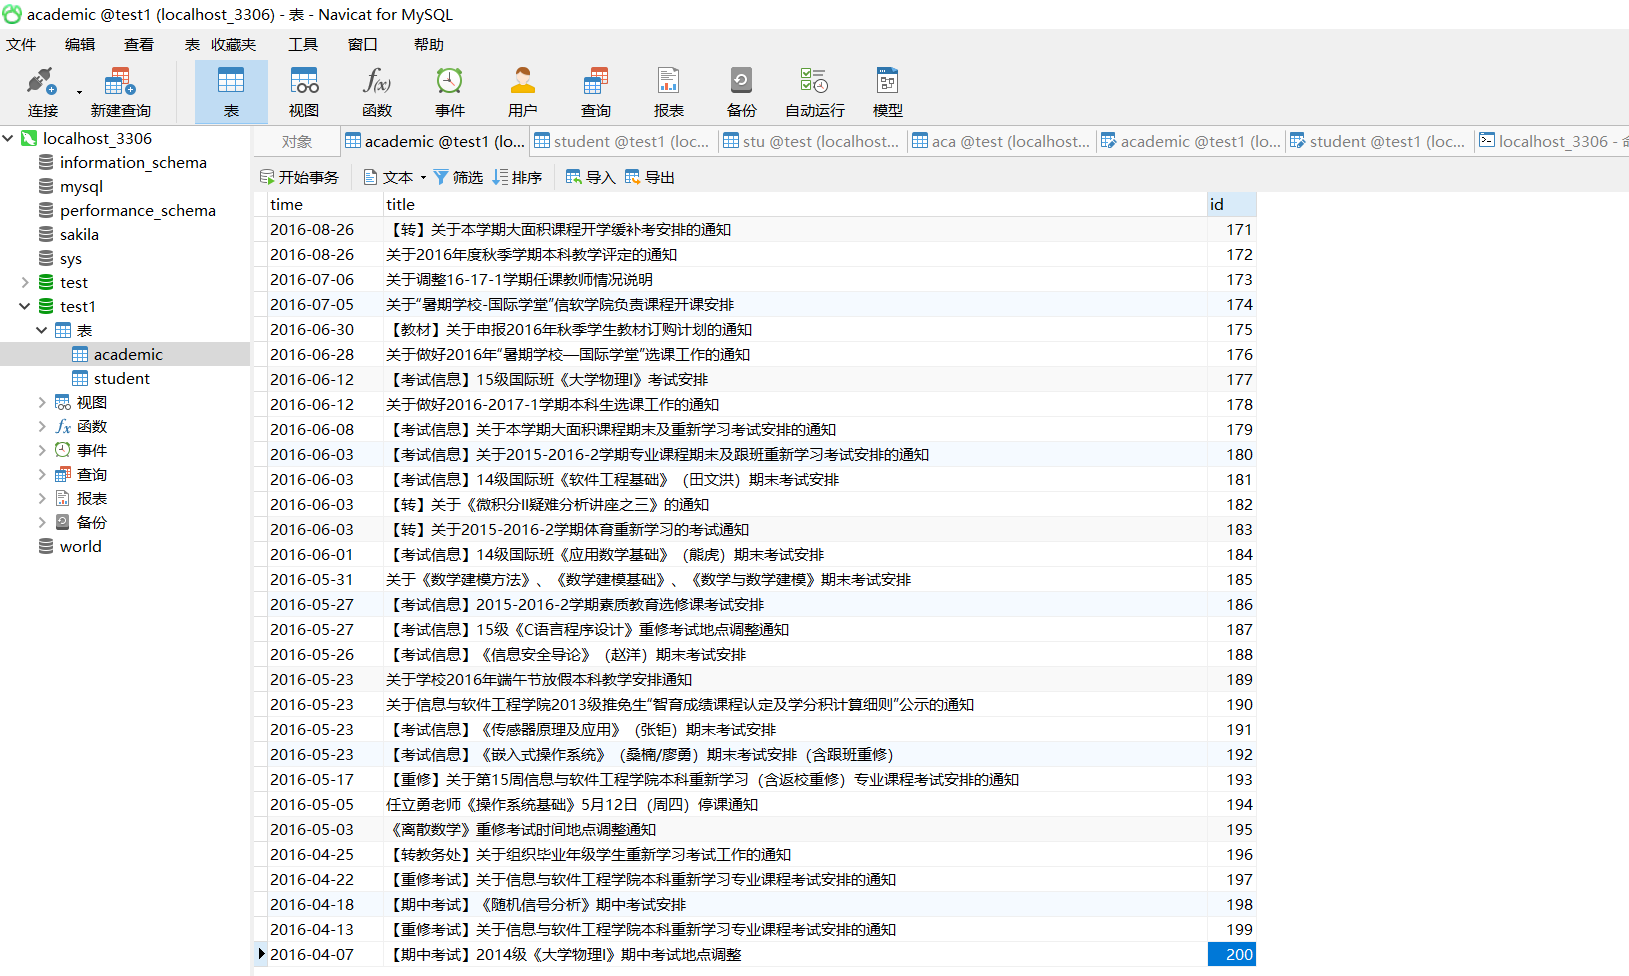 academic @test1 (localhost_3306) - 表 - Navicat for MySQL
文件 编辑 查看 表 收藏夹 工具 窗口 帮助
连接 新建查询 表 视图 函数 事件 用户 查询 报表 备份 自动运行 模型
localhost_3306
information_schema
mysql
performance_schema
sakila
sys
test
test1
表
academic
student
视图
函数
事件
查询
报表
备份
world
对象 academic @test1 (lo... student @test1 (loc... stu @test (localhost... aca @test (localhost... academic @test1 (lo... student @test1 (loc... localhost_3306 - 命
开始事务 文本 筛选 排序 导入 导出
time title id
2016-08-26 【转】关于本学期大面积课程开学缓补考安排的通知 171
2016-08-26 关于2016年度秋季学期本科教学评定的通知 172
2016-07-06 关于调整16-17-1学期任课教师情况说明 173
2016-07-05 关于“暑期学校-国际学堂”信软学院负责课程开课安排 174
2016-06-30 【教材】关于申报2016年秋季学生教材订购计划的通知 175
2016-06-28 关于做好2016年“暑期学校—国际学堂”选课工作的通知 176
2016-06-12 【考试信息】15级国际班《大学物理I》考试安排 177
2016-06-12 关于做好2016-2017-1学期本科生选课工作的通知 178
2016-06-08 【考试信息】关于本学期大面积课程期末及重新学习考试安排的通知 179
2016-06-03 【考试信息】关于2015-2016-2学期专业课程期末及跟班重新学习考试安排的通知 180
2016-06-03 【考试信息】14级国际班《软件工程基础》（田文洪）期末考试安排 181
2016-06-03 【转】关于《微积分II疑难分析讲座之三》的通知 182
2016-06-03 【转】关于2015-2016-2学期体育重新学习的考试通知 183
2016-06-01 【考试信息】14级国际班《应用数学基础》（熊虎）期末考试安排 184
2016-05-31 关于《数学建模方法》、《数学建模基础》、《数学与数学建模》期末考试安排 185
2016-05-27 【考试信息】2015-2016-2学期素质教育选修课考试安排 186
2016-05-27 【考试信息】15级《C语言程序设计》重修考试地点调整通知 187
2016-05-26 【考试信息】《信息安全导论》（赵洋）期末考试安排 188
2016-05-23 关于学校2016年端午节放假本科教学安排通知 189
2016-05-23 关于信息与软件工程学院2013级推免生“智育成绩课程认定及学分积计算细则”公示的通知 190
2016-05-23 【考试信息】《传感器原理及应用》（张钜）期末考试安排 191
2016-05-23 【考试信息】《嵌入式操作系统》（桑楠/廖勇）期末考试安排（含跟班重修） 192
2016-05-17 【重修】关于第15周信息与软件工程学院本科重新学习（含返校重修）专业课程考试安排的通知 193
2016-05-05 任立勇老师《操作系统基础》5月12日（周四）停课通知 194
2016-05-03 《离散数学》重修考试时间地点调整通知 195
2016-04-25 【转教务处】关于组织毕业年级学生重新学习考试工作的通知 196
2016-04-22 【重修考试】关于信息与软件工程学院本科重新学习专业课程考试安排的通知 197
2016-04-18 【期中考试】《随机信号分析》期中考试安排 198
2016-04-13 【重修考试】关于信息与软件工程学院本科重新学习专业课程考试安排的通知 199
2016-04-07 【期中考试】2014级《大学物理I》期中考试地点调整 200